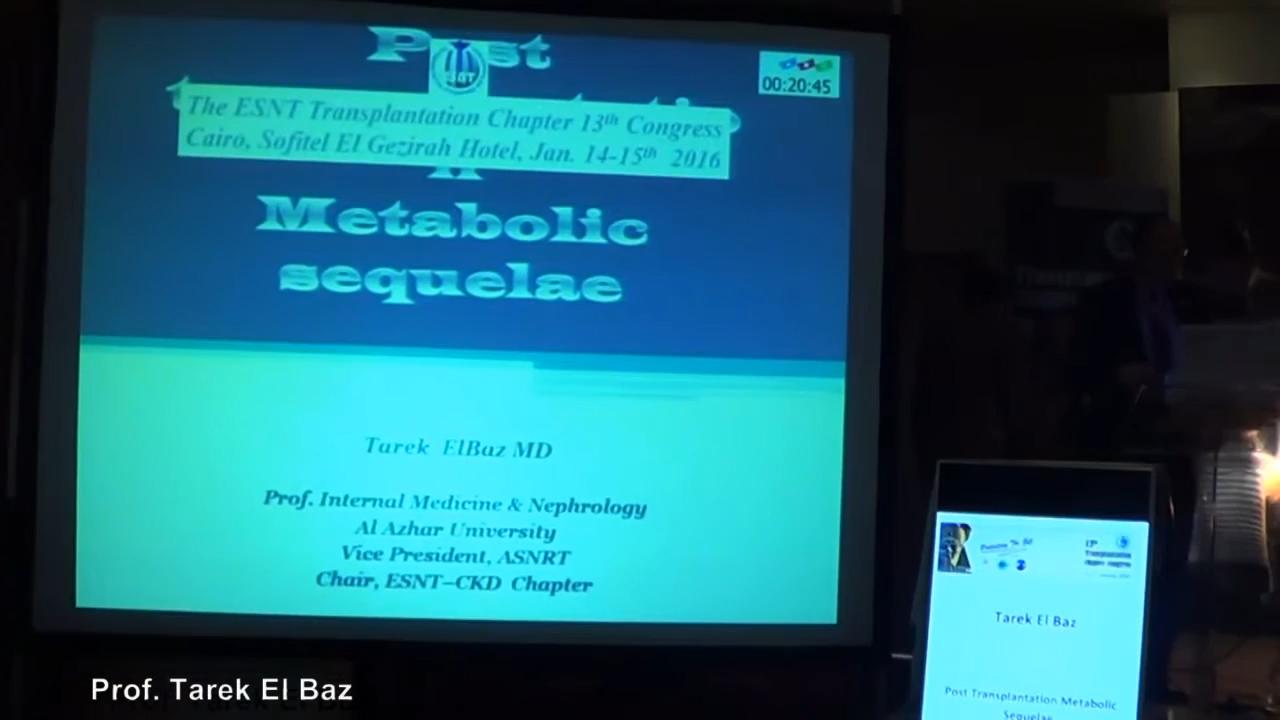 Post
00:20:45
The ESNT Transplantation Chapter 13th Congress
Cairo, Sofitel El Gezirah Hotel, Jan. 14-15th 2016
Metabolic
sequelae
Tarek ElBaz MD
Prof. Internal Medicine & Nephrology
Al Azhar University
Vice President, ASNRT
Chair, ESNT-CKD Chapter
Tarek El Baz
Post Transplantation Metabolic
Sequelae
Prof. Tarek El Baz